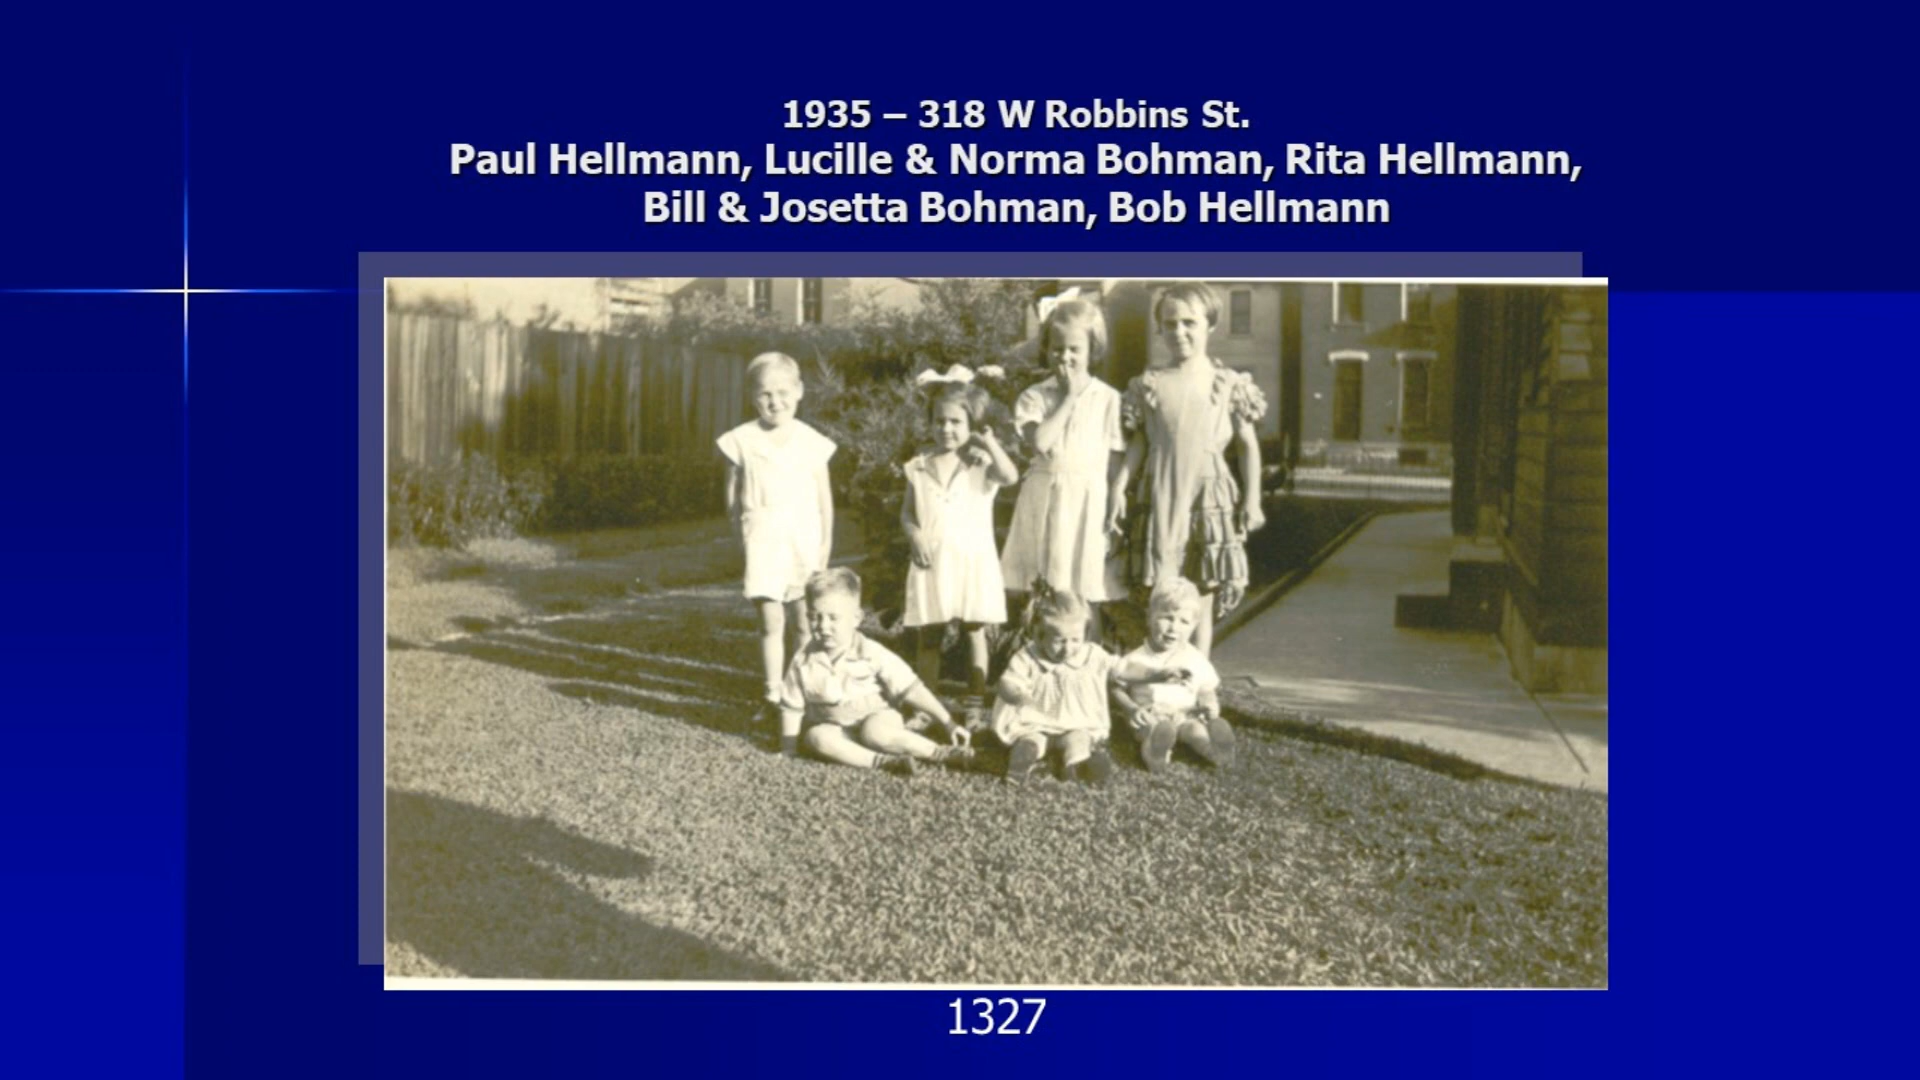 1935 – 318 W Robbins St.
Paul Hellmann, Lucille & Norma Bohman, Rita Hellmann,
Bill & Josetta Bohman, Bob Hellmann
1327